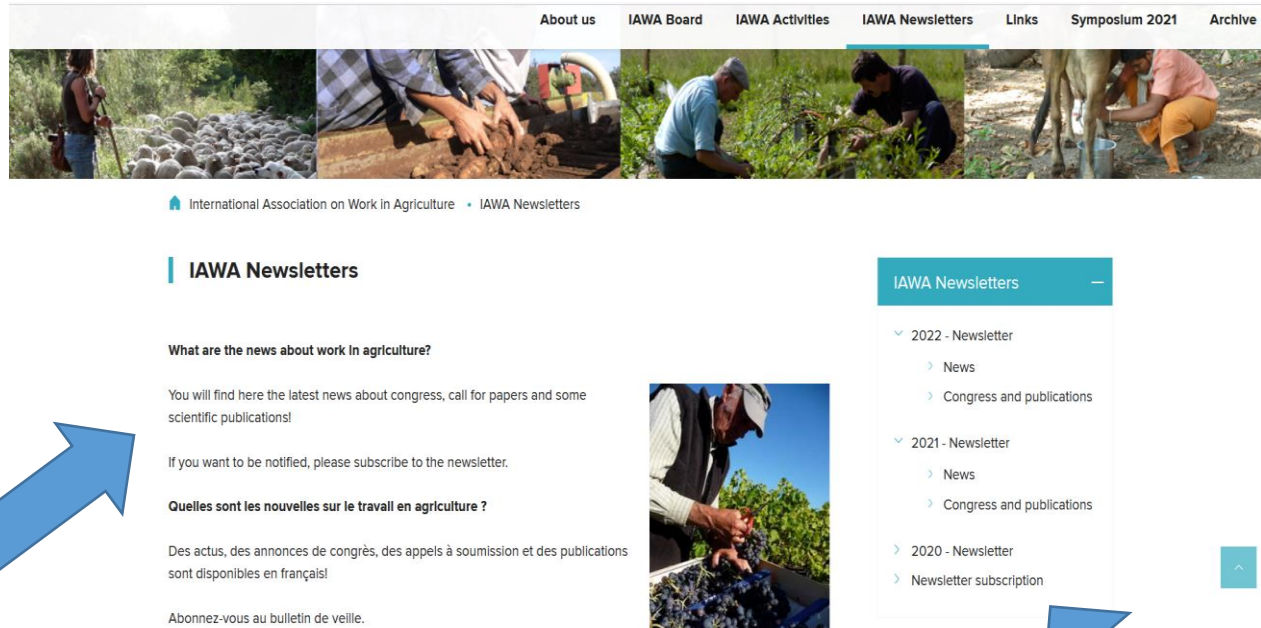 About us IAWA Board IAWA Activities IAWA Newsletters Links Symposium 2021 Archive
International Association on Work in Agriculture • IAWA Newsletters
IAWA Newsletters
What are the news about work in agriculture?
You will find here the latest news about congress, call for papers and some
scientific publications!
If you want to be notified, please subscribe to the newsletter.
Quelles sont les nouvelles sur le travail en agriculture ?
Des actus, des annonces de congrès, des appels à soumission et des publications
sont disponibles en français!
Abonnez-vous au bulletin de veille.
IAWA Newsletters
2022 - Newsletter
News
Congress and publications
2021 - Newsletter
News
Congress and publications
2020 - Newsletter
Newsletter subscription